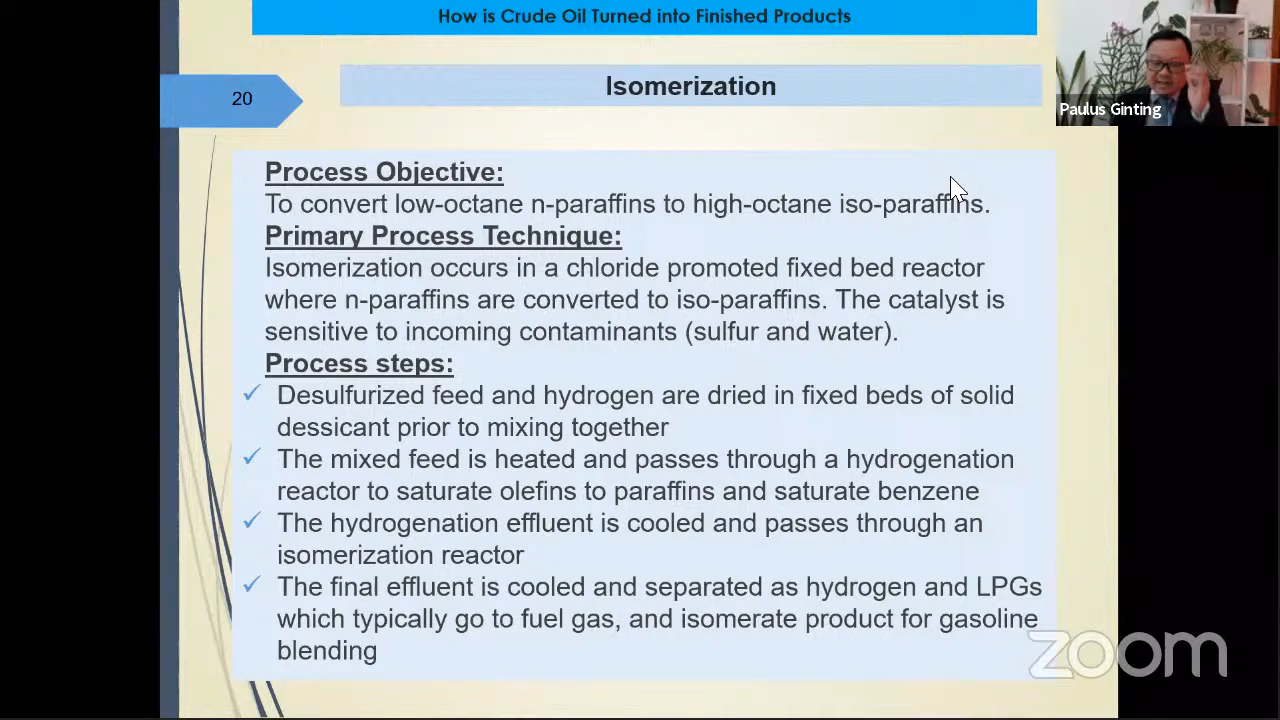 How is Crude Oil Turned into Finished Products
20
Isomerization
Paulus Ginting
Process Objective:
To convert low-octane n-paraffins to high-octane iso-paraffins.
Primary Process Technique:
Isomerization occurs in a chloride promoted fixed bed reactor
where n-paraffins are converted to iso-paraffins. The catalyst is
sensitive to incoming contaminants (sulfur and water).
Process steps:
✓ Desulfurized feed and hydrogen are dried in fixed beds of solid
dessicant prior to mixing together
✓ The mixed feed is heated and passes through a hydrogenation
reactor to saturate olefins to paraffins and saturate benzene
✓ The hydrogenation effluent is cooled and passes through an
isomerization reactor
✓ The final effluent is cooled and separated as hydrogen and LPGs
which typically go to fuel gas, and isomerate product for gasoline
blending
zoom